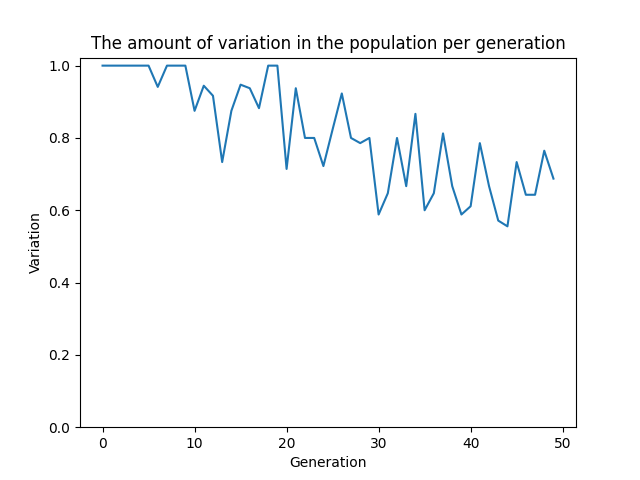 The amount of variation in the population per generation
1.0
0.8
0.6
0.4
0.2
0.0
Variation
0 10 20 30 40 50
Generation